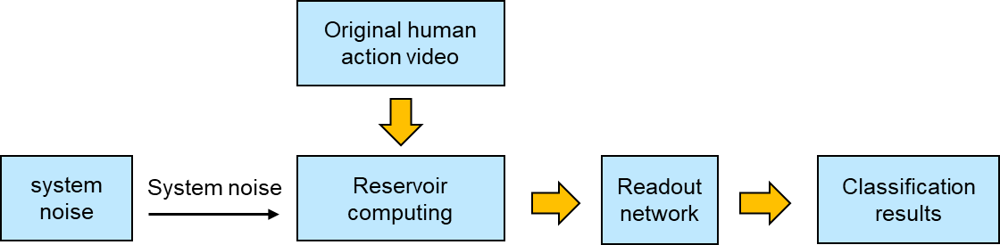 Original human
action video
system
noise
System noise
Reservoir
computing
Readout
network
Classification
results